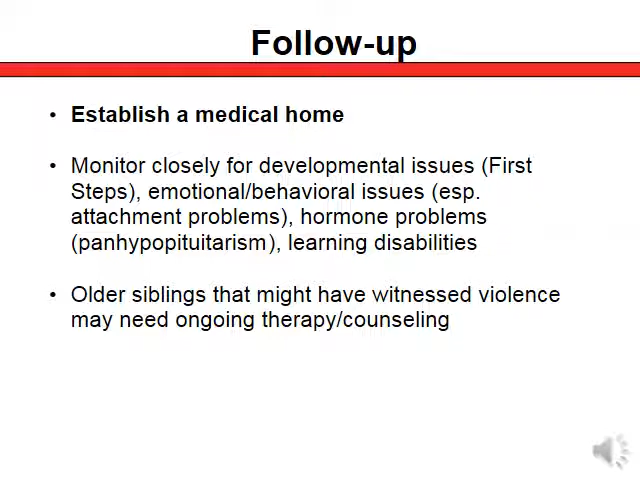 Follow-up
• Establish a medical home
• Monitor closely for developmental issues (First
Steps), emotional/behavioral issues (esp.
attachment problems), hormone problems
(panhypopituitarism), learning disabilities
• Older siblings that might have witnessed violence
may need ongoing therapy/counseling